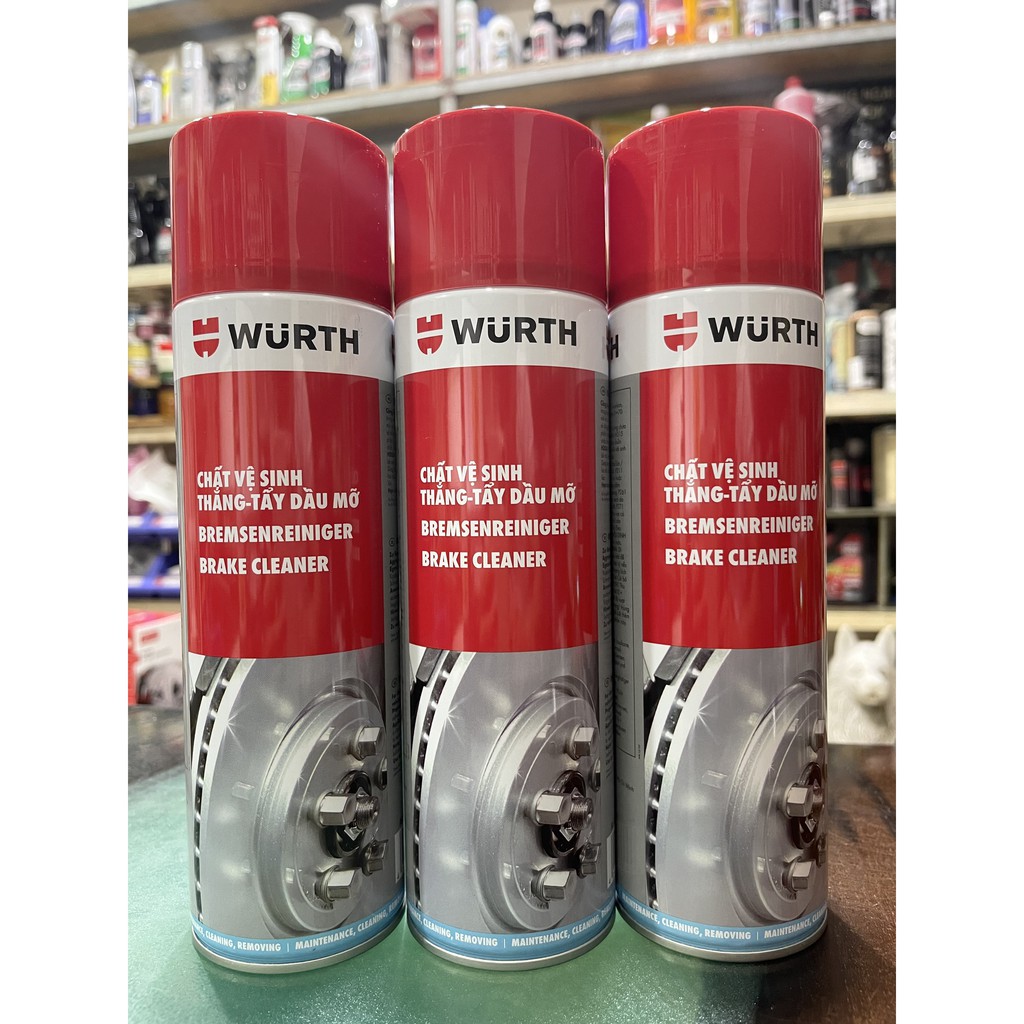 WÜRTH
CHẤT VỆ SINH
THẮNG-TẨY DẦU MỠ
BREMSENREINIGER
BRAKE CLEANER
CLEANING, REMOVING | MAINTENANCE, CLEANING,
WÜRTH
CHẤT VỆ SINH
THẮNG-TẨY DẦU MỠ
BREMSENREINIGER
BRAKE CLEANER
CLEANING, REMOVING | MAINTENANCE, CLEANING,
WÜRTH
CHẤT VỆ SINH
THẮNG-TẨY DẦU MỠ
BREMSENREINIGER
BRAKE CLEANER
CLEANING, REMOVING | MAINTENANCE, CLEANING,